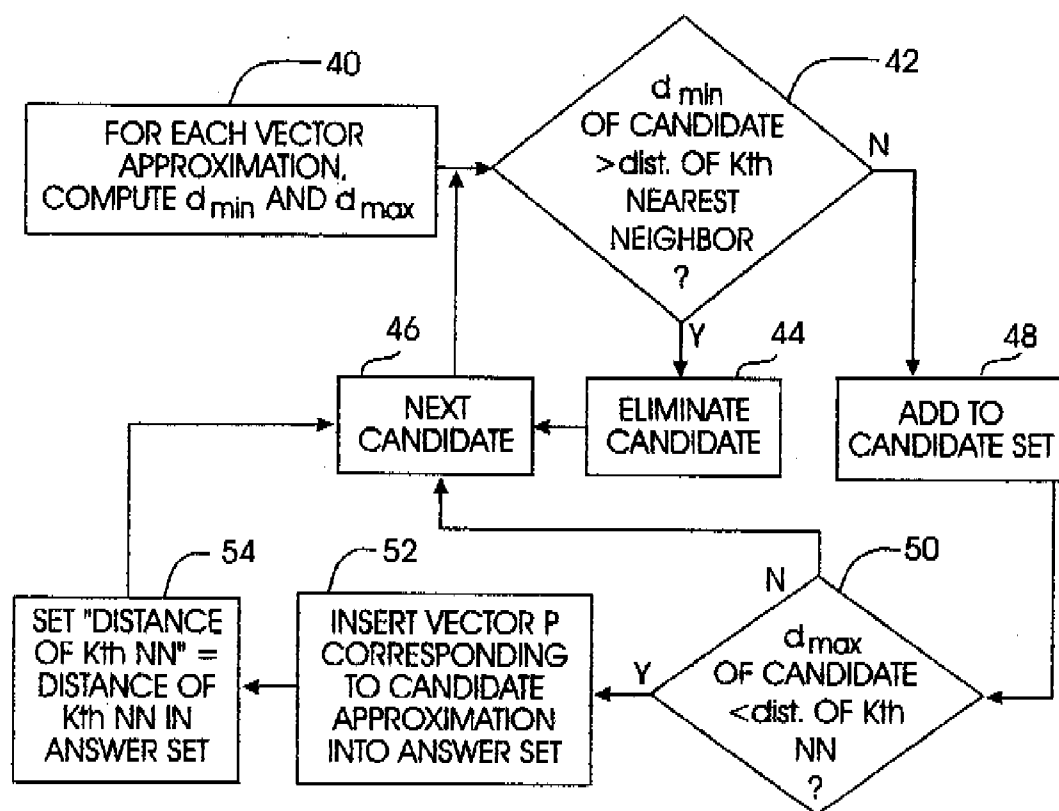 40
FOR EACH VECTOR
APPROXIMATION,
COMPUTE d min AND d max
42
d min
OF CANDIDATE
>dist. OF Kth
NEAREST
NEIGHBOR
?
N
Y
46
NEXT
CANDIDATE
44
ELIMINATE
CANDIDATE
48
ADD TO
CANDIDATE SET
54
SET "DISTANCE
OF Kth NN" =
DISTANCE OF
Kth NN IN
ANSWER SET
52
INSERT VECTOR P
CORRESPONDING
TO CANDIDATE
APPROXIMATION
INTO ANSWER SET
50
N
Y
d max
OF CANDIDATE
<dist. OF Kth
NN
?